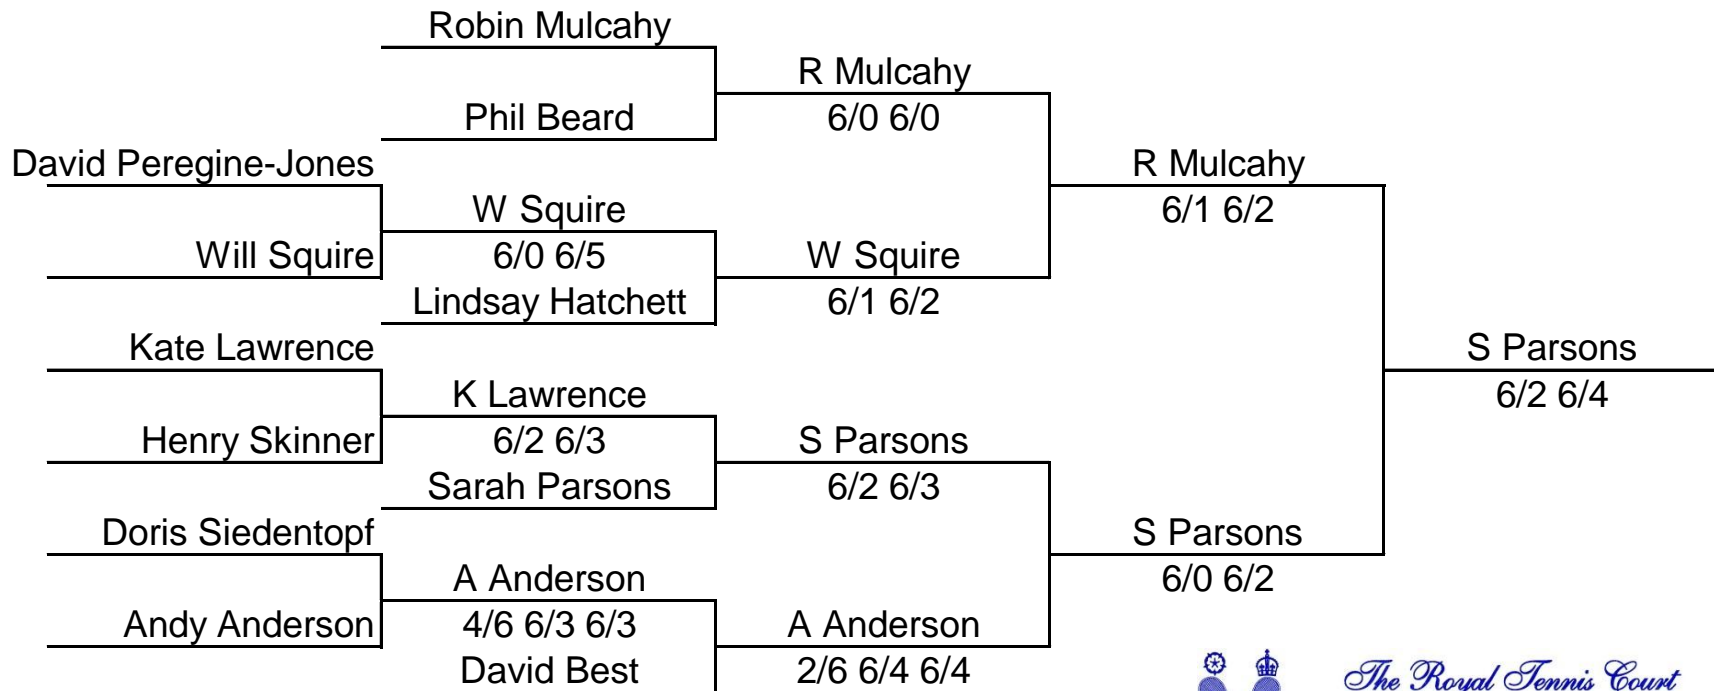 Robin Mulcahy
R Mulcahy
Phil Beard
6/0 6/0
David Peregine-Jones
R Mulcahy
W Squire
6/1 6/2
Will Squire
6/0 6/5
W Squire
Lindsay Hatchett
6/1 6/2
Kate Lawrence
S Parsons
K Lawrence
6/2 6/4
Henry Skinner
6/2 6/3
S Parsons
Sarah Parsons
6/2 6/3
Doris Siedentopf
S Parsons
A Anderson
6/0 6/2
Andy Anderson
4/6 6/3 6/3
A Anderson
David Best
2/6 6/4 6/4
The Royal Tennis Court